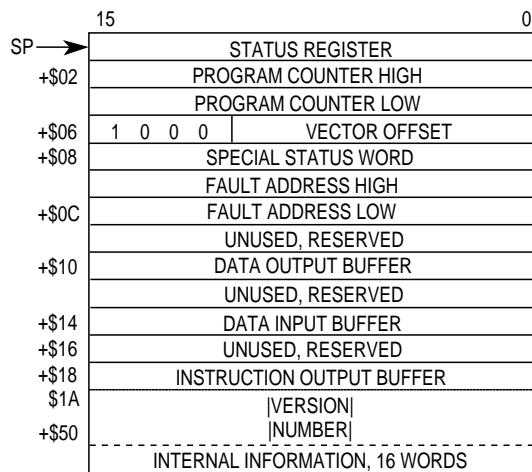 15 0
SP STATUS REGISTER
+$02 PROGRAM COUNTER HIGH
PROGRAM COUNTER LOW
+$06 1 0 0 0 VECTOR OFFSET
+$08 SPECIAL STATUS WORD
FAULT ADDRESS HIGH
+$0C FAULT ADDRESS LOW
UNUSED, RESERVED
+$10 DATA OUTPUT BUFFER
UNUSED, RESERVED
+$14 DATA INPUT BUFFER
+$16 UNUSED, RESERVED
+$18 INSTRUCTION OUTPUT BUFFER
$1A |VERSION|
+$50 |NUMBER|
INTERNAL INFORMATION, 16 WORDS